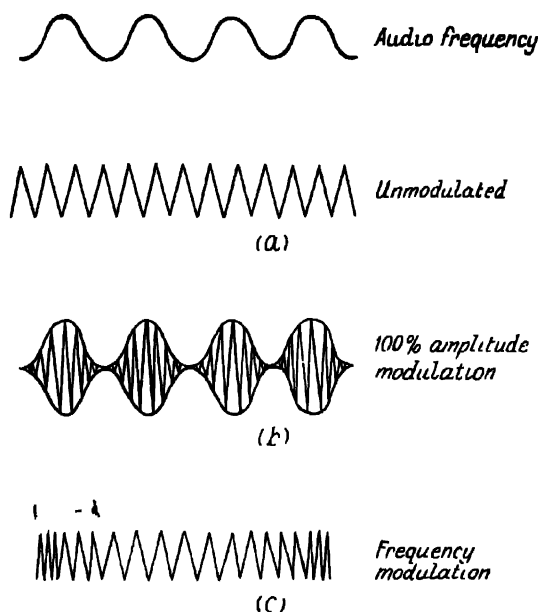 Audio frequency
Unmodulated
(a)
100% amplitude
modulation
(b)
Frequency
modulation
(c)